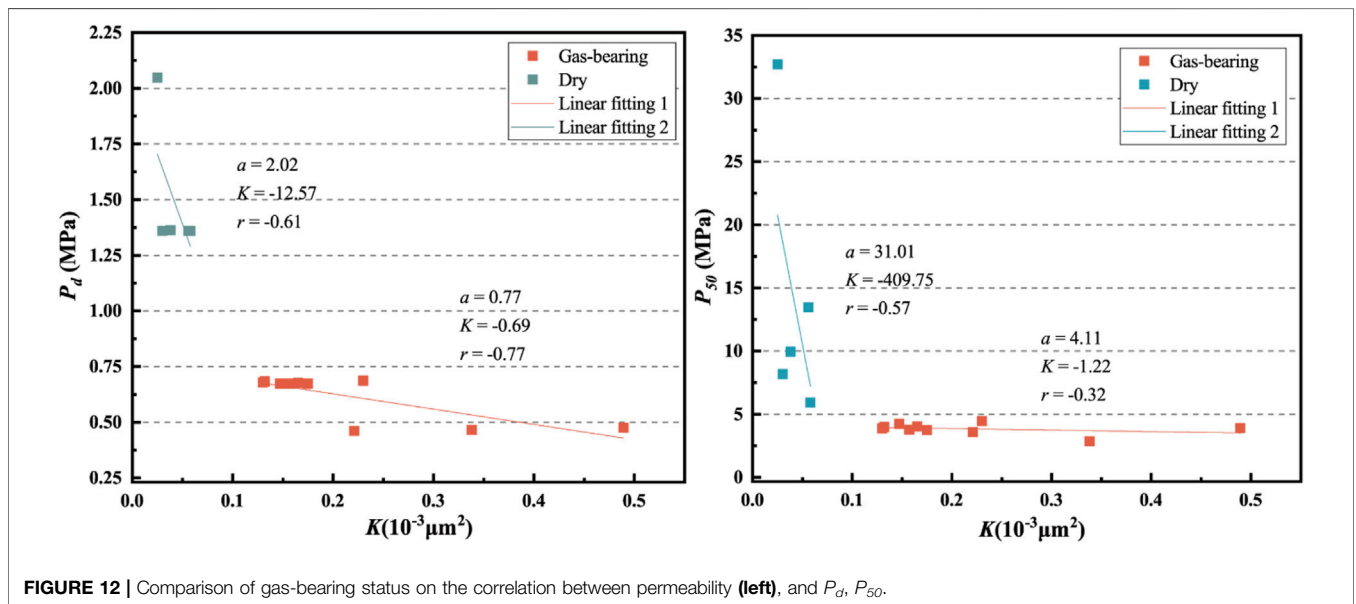 2.25
2.00
1.75
1.50
1.25
1.00
0.75
0.50
0.25
P_d (MPa)
Gas-bearing
Dry
Linear fitting 1
Linear fitting 2
a = 2.02
K = -12.57
r = -0.61
a = 0.77
K = -0.69
r = -0.77
0.0 0.1 0.2 0.3 0.4 0.5
K(10⁻³μm²)
35
30
25
20
15
10
5
0
P₅₀ (MPa)
Gas-bearing
Dry
Linear fitting 1
Linear fitting 2
a = 31.01
K = -409.75
r = -0.57
a = 4.11
K = -1.22
r = -0.32
0.0 0.1 0.2 0.3 0.4 0.5
K(10⁻³μm²)
FIGURE 12 | Comparison of gas-bearing status on the correlation between permeability (left), and P_d, P₅₀.